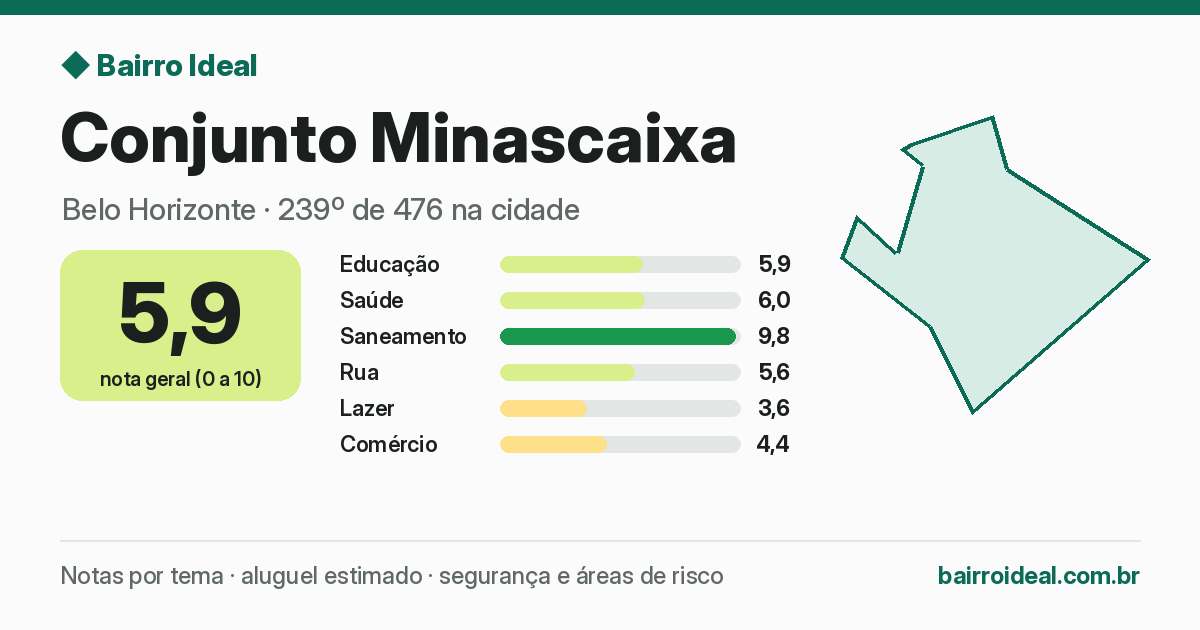 Bairro Ideal
Conjunto Minascaixa
Belo Horizonte · 239º de 476 na cidade
5,9
nota geral (0 a 10)
Educação 5,9
Saúde 6,0
Saneamento 9,8
Rua 5,6
Lazer 3,6
Comércio 4,4
Notas por tema · aluguel estimado · segurança e áreas de risco
bairroideal.com.br